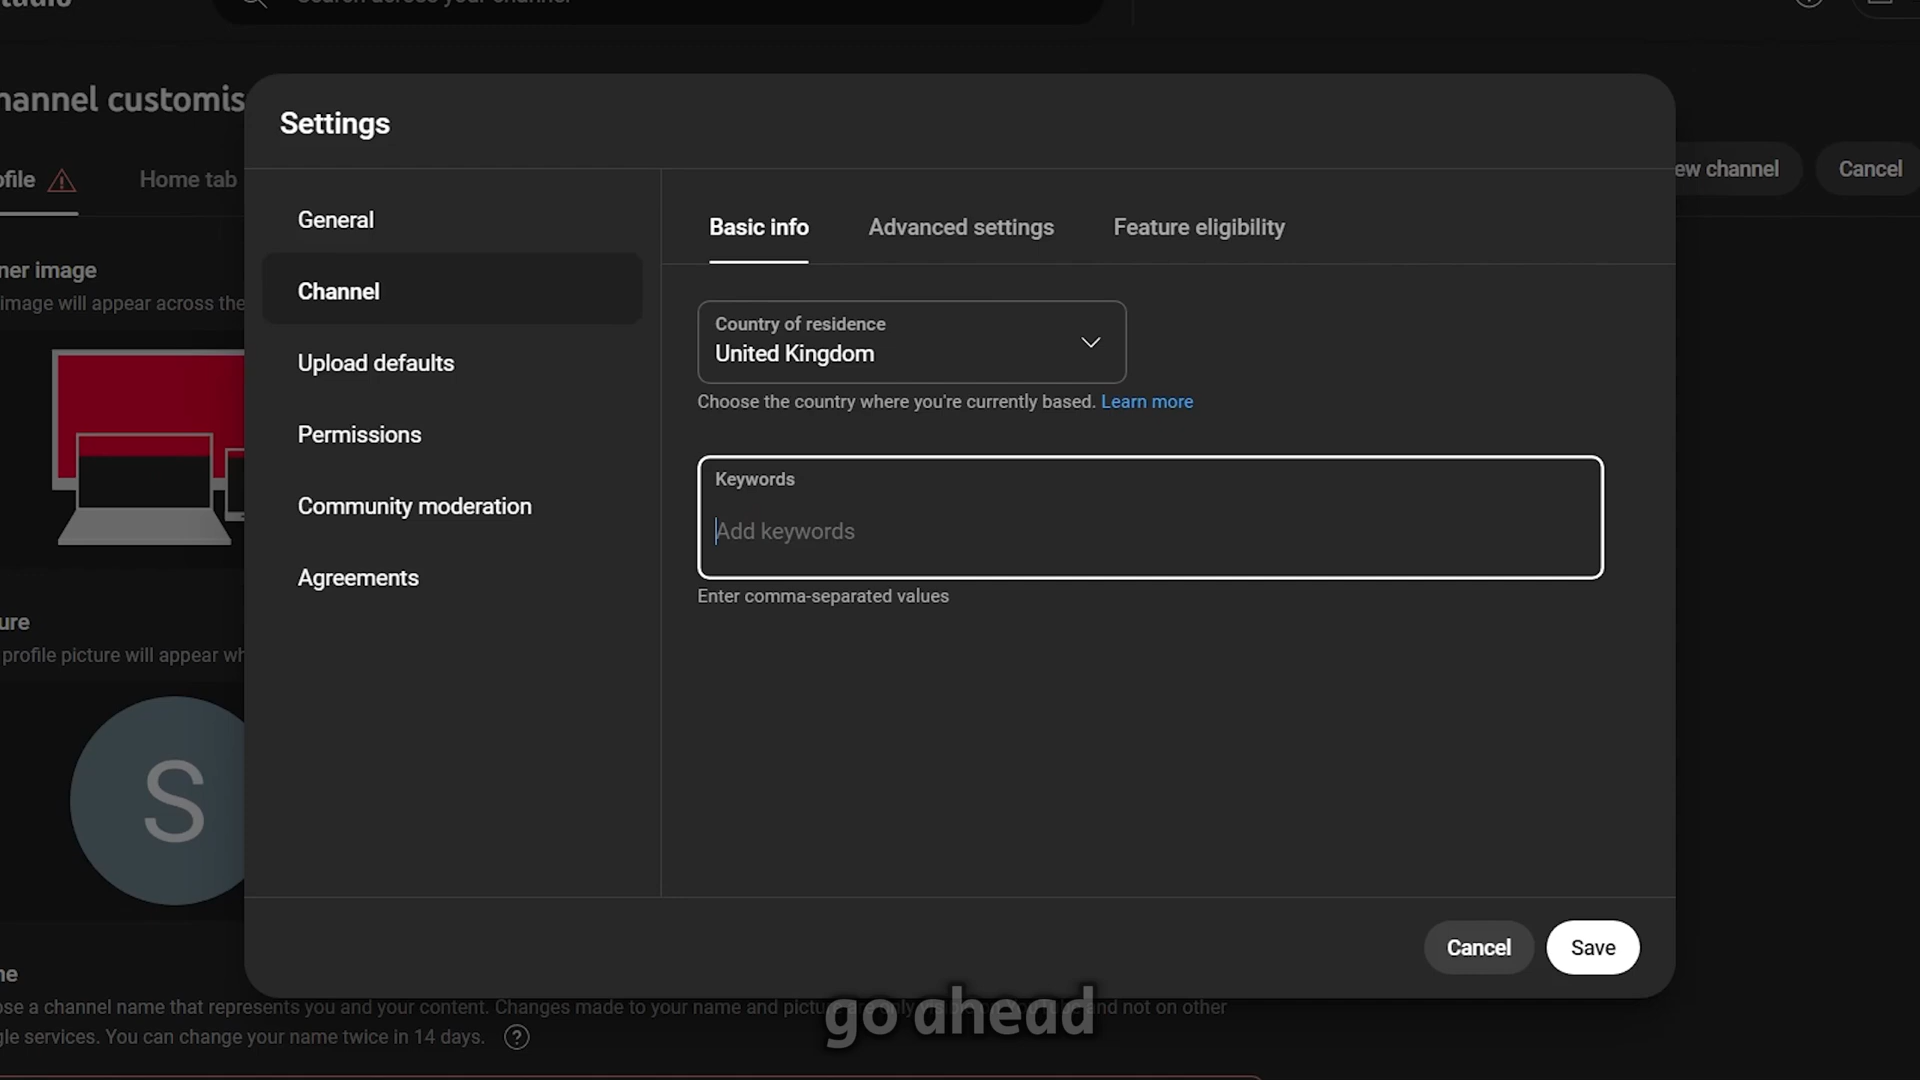 Settings
hannel customis
ofile
Home tab
ew channel
Cancel
General
Channel
Upload defaults
Permissions
Community moderation
Agreements
Basic info
Advanced settings
Feature eligibility
Country of residence
United Kingdom
Choose the country where you're currently based. Learn more
Keywords
Add keywords
Enter comma-separated values
ner image
image will appear across the
ure
profile picture will appear wh
S
Cancel
Save
me
ose a channel name that represents you and your content. Changes made to your name and picture and not on other
gle services. You can change your name twice in 14 days.
?
go ahead